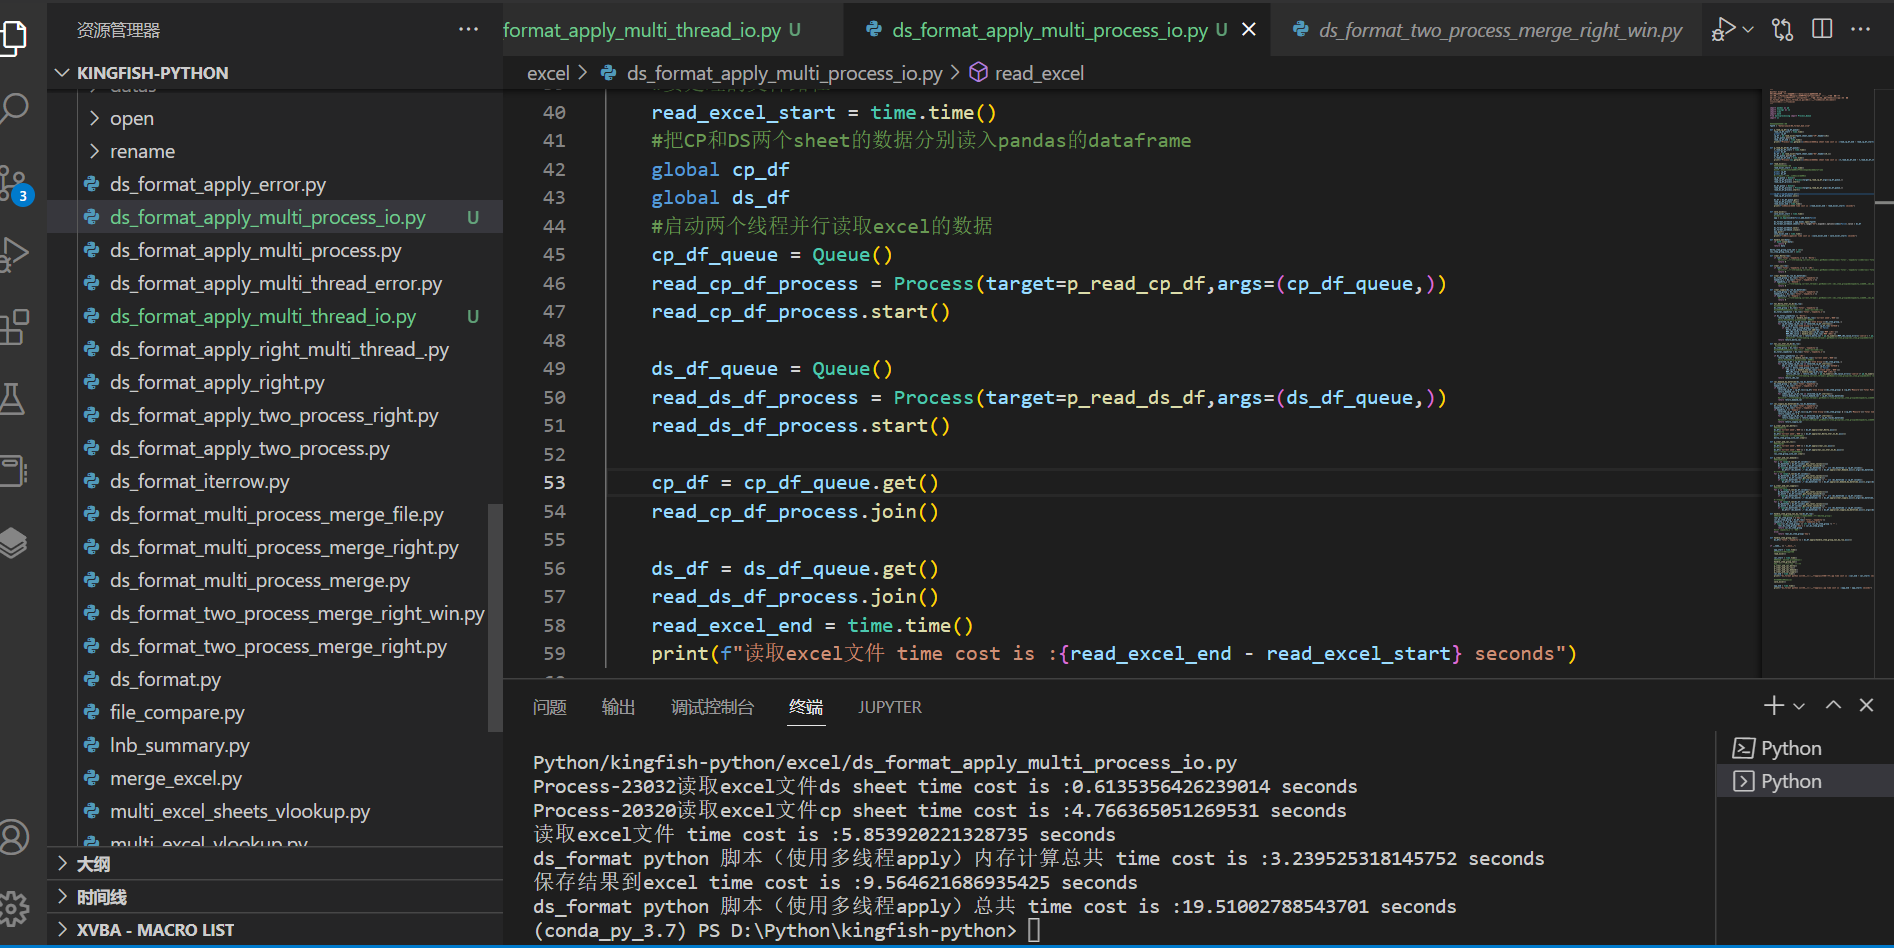 资源管理器
KINGFISH-PYTHON
datas
open
rename
ds_format_apply_error.py
ds_format_apply_multi_process_io.py U
ds_format_apply_multi_process.py
ds_format_apply_multi_thread_error.py
ds_format_apply_multi_thread_io.py U
ds_format_apply_right_multi_thread_.py
ds_format_apply_right.py
ds_format_apply_two_process_right.py
ds_format_apply_two_process.py
ds_format_iterrow.py
ds_format_multi_process_merge_file.py
ds_format_multi_process_merge_right.py
ds_format_multi_process_merge.py
ds_format_two_process_merge_right_win.py
ds_format_two_process_merge_right.py
ds_format.py
file_compare.py
lnb_summary.py
merge_excel.py
multi_excel_sheets_vlookup.py
multi_excel_vlookup.py
大纲
时间线
XVBA - MACRO LIST
3
format_apply_multi_thread_io.py U
ds_format_apply_multi_process_io.py U
ds_format_two_process_merge_right_win.py
excel > ds_format_apply_multi_process_io.py > read_excel
40 read_excel_start = time.time()
41 #把CP和DS两个sheet的数据分别读入pandas的dataframe
42 global cp_df
43 global ds_df
44 #启动两个线程并行读取excel的数据
45 cp_df_queue = Queue()
46 read_cp_df_process = Process(target=p_read_cp_df,args=(cp_df_queue,))
47 read_cp_df_process.start()
48
49 ds_df_queue = Queue()
50 read_ds_df_process = Process(target=p_read_ds_df,args=(ds_df_queue,))
51 read_ds_df_process.start()
52
53 cp_df = cp_df_queue.get()
54 read_cp_df_process.join()
55
56 ds_df = ds_df_queue.get()
57 read_ds_df_process.join()
58 read_excel_end = time.time()
59 print(f"读取excel文件 time cost is :{read_excel_end - read_excel_start} seconds")
问题 输出 调试控制台 终端 JUPYTER
Python/kingfish-python/excel/ds_format_apply_multi_process_io.py
Process-23032读取excel文件ds sheet time cost is :0.6135356426239014 seconds
Process-20320读取excel文件cp sheet time cost is :4.766365051269531 seconds
读取excel文件 time cost is :5.853920221328735 seconds
ds_format python 脚本（使用多线程apply）内存计算总共 time cost is :3.239525318145752 seconds
保存结果到excel time cost is :9.564621686935425 seconds
ds_format python 脚本（使用多线程apply）总共 time cost is :19.51002788543701 seconds
(conda_py_3.7) PS D:\Python\kingfish-python>
Python
Python